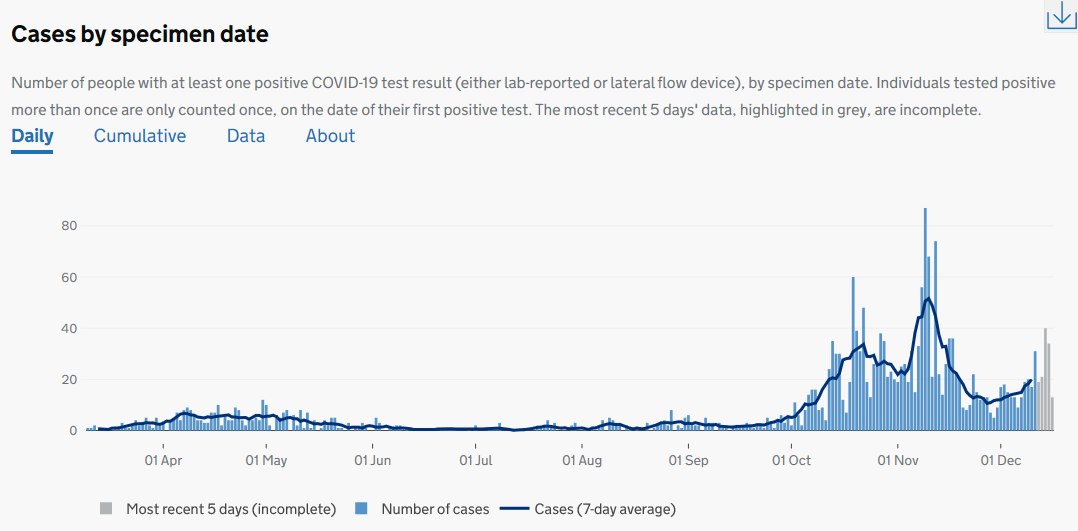 Cases by specimen date
Number of people with at least one positive COVID-19 test result (either lab-reported or lateral flow device), by specimen date. Individuals tested positive
more than once are only counted once, on the date of their first positive test. The most recent 5 days' data, highlighted in grey, are incomplete.
Daily Cumulative Data About
80
60
40
20
0
01 Apr 01 May 01 Jun 01 Jul 01 Aug 01 Sep 01 Oct 01 Nov 01 Dec
Most recent 5 days (incomplete) Number of cases Cases (7-day average)